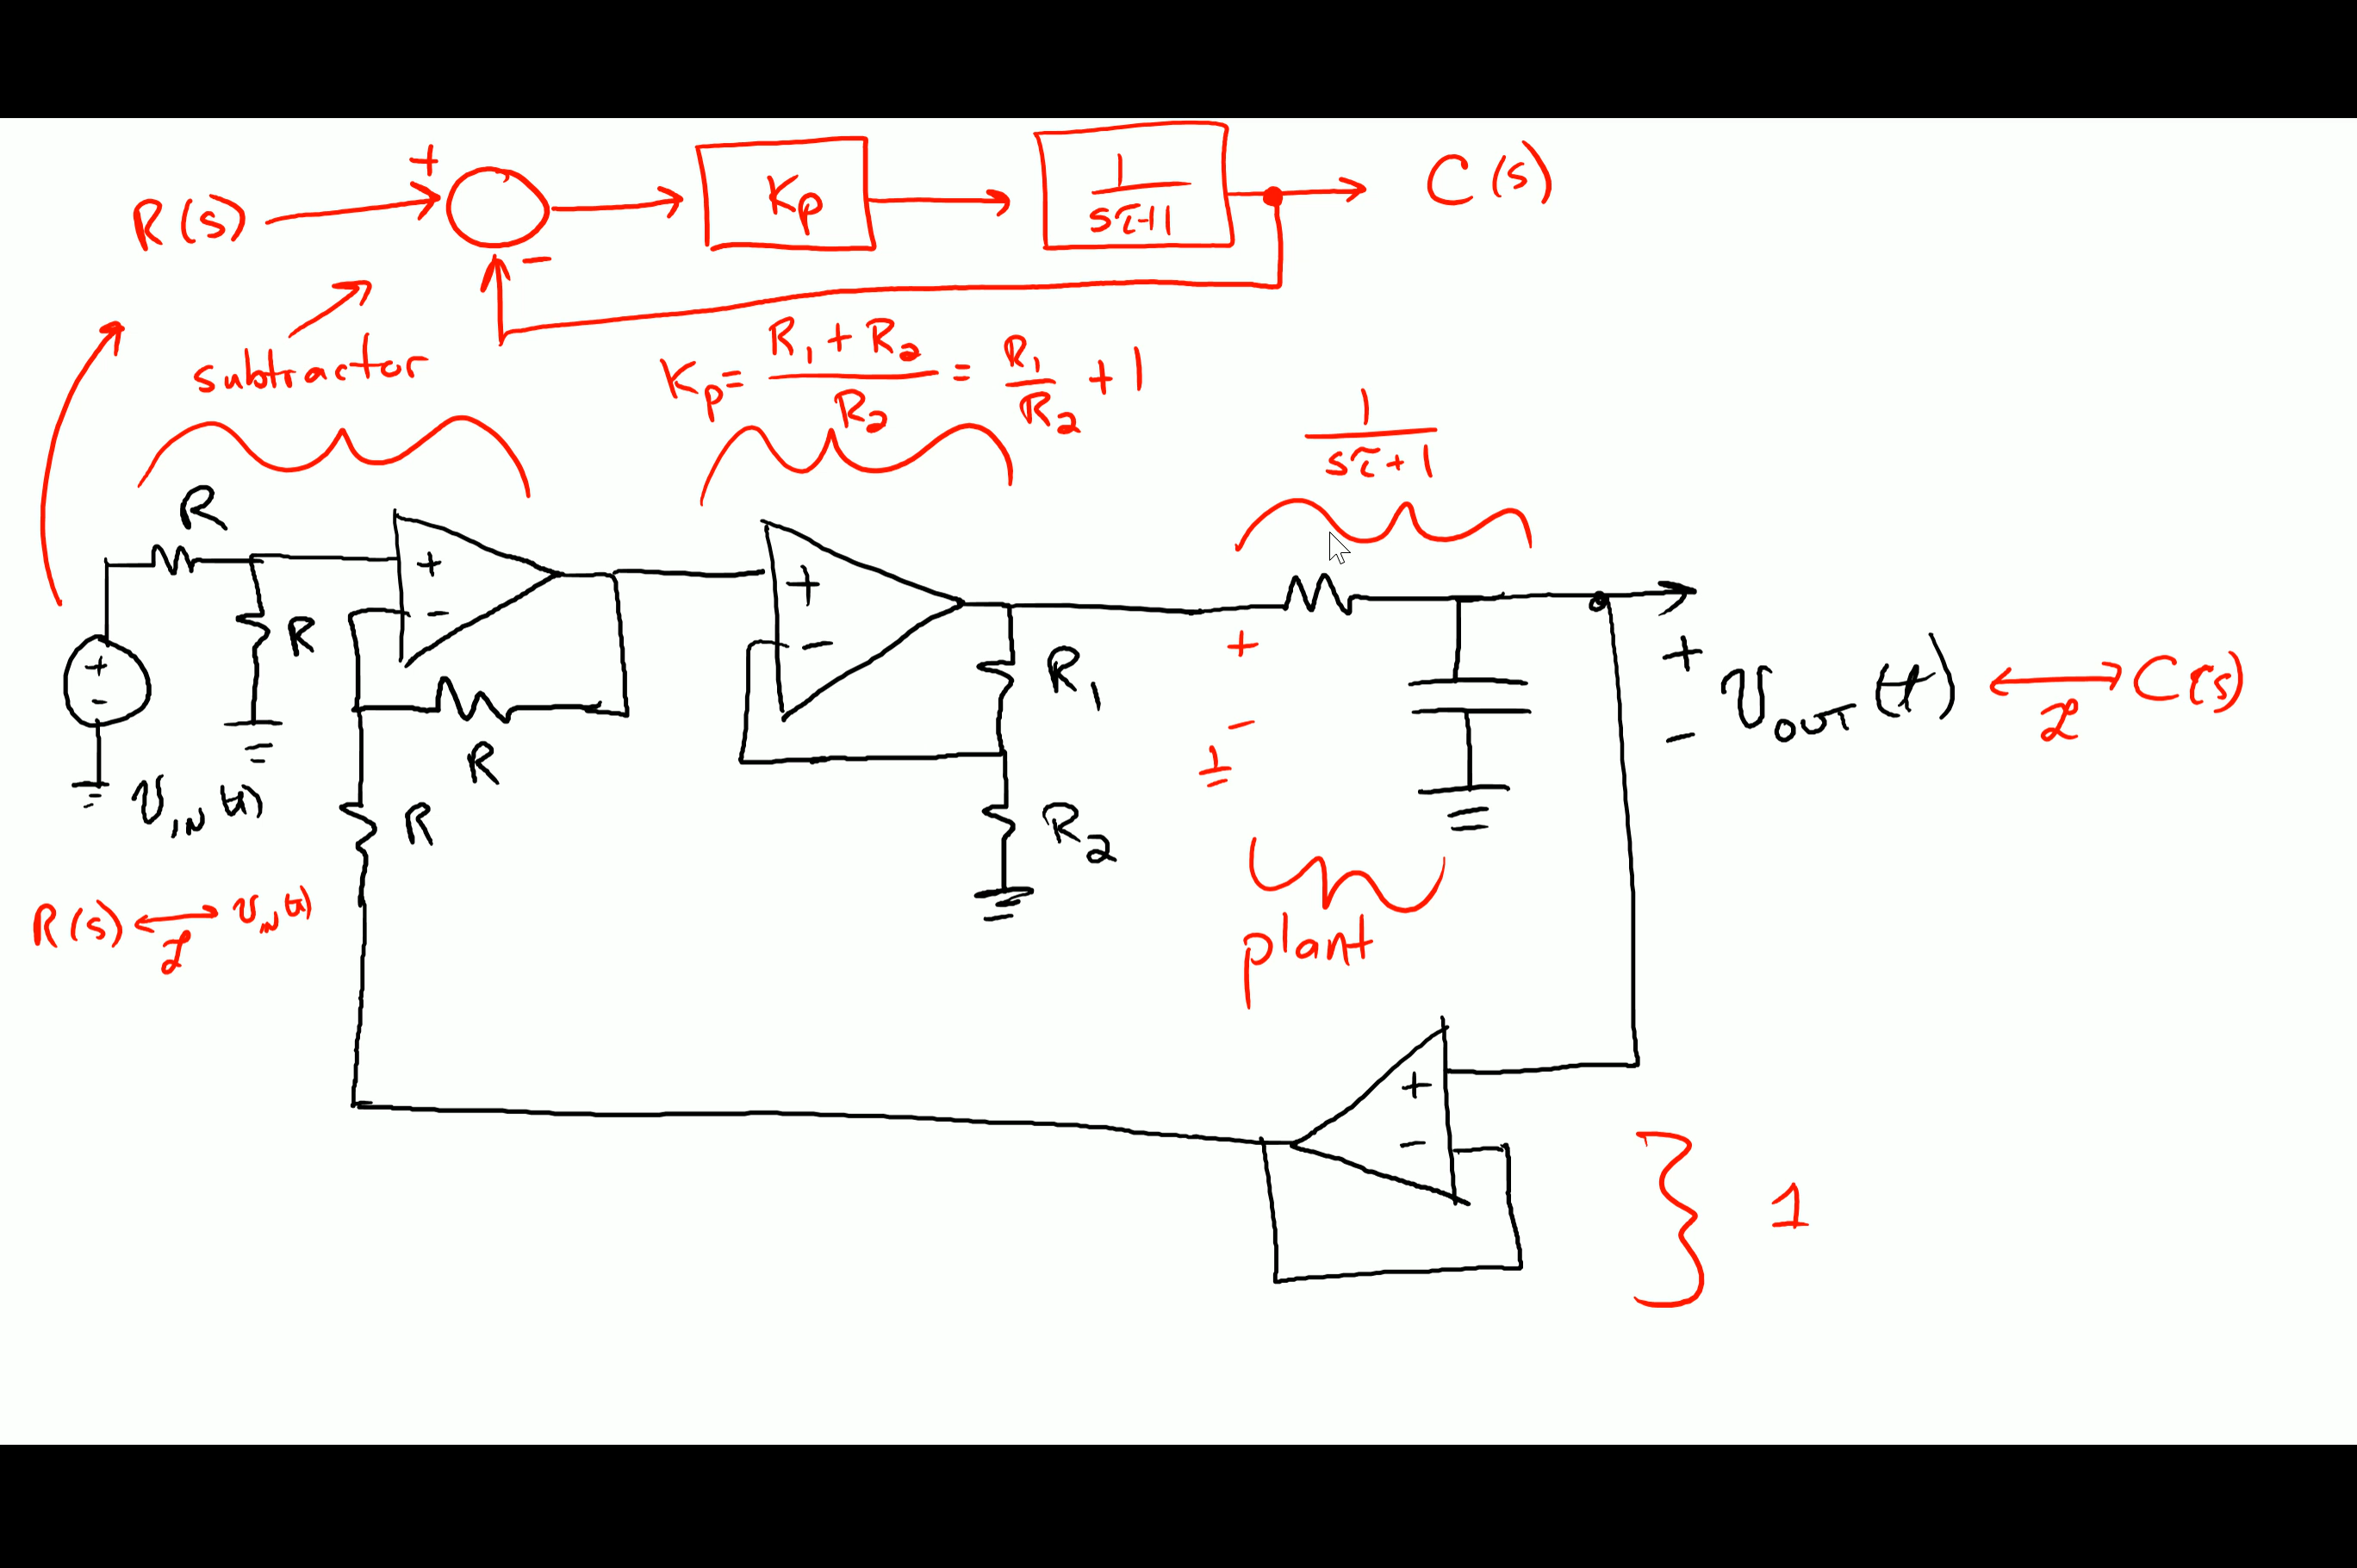 R(s)
+
-
Kp
1
sτ+1
C(s)
subtractor
Kp = R1 + R2 / R2 = R1 / R2 + 1
1
sτ+1
R
+
-
R
+
-
R
R
vIN(t)
R(s) ↔ vIN(t)
ℒ
+
-
R1
R2
+
-
plant
+
-
vOUT(t) ↔ C(s)
ℒ
+
-
1